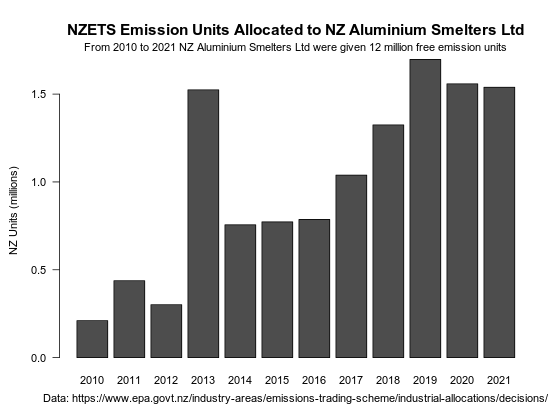 NZETS Emission Units Allocated to NZ Aluminium Smelters Ltd
From 2010 to 2021 NZ Aluminium Smelters Ltd were given 12 million free emission units
NZ Units (millions)
1.5
1.0
0.5
0.0
2010 2011 2012 2013 2014 2015 2016 2017 2018 2019 2020 2021
Data: https://www.epa.govt.nz/industry-areas/emissions-trading-scheme/industrial-allocations/decisions/